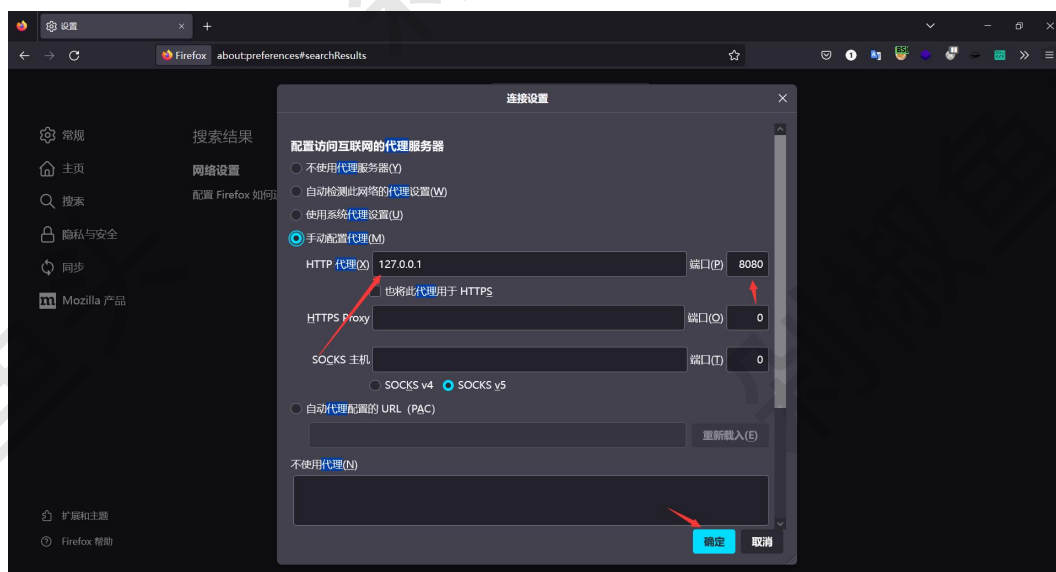 设置
Firefox about:preferences#searchResults
连接设置
常规
主页
搜索
隐私与安全
同步
Mozilla 产品
扩展和主题
Firefox 帮助
搜索结果
网络设置
配置 Firefox 如何
配置访问互联网的代理服务器
不使用代理服务器(Y)
自动检测此网络的代理设置(W)
使用系统代理设置(U)
手动配置代理(M)
HTTP 代理(X) 127.0.0.1 端口(P) 8080
也将此代理用于 HTTPS
HTTPS Proxy 端口(O) 0
SOCKS 主机 端口(T) 0
SOCKS v4 SOCKS v5
自动代理配置的 URL（PAC）
重新载入(E)
不使用代理(N)
确定 取消